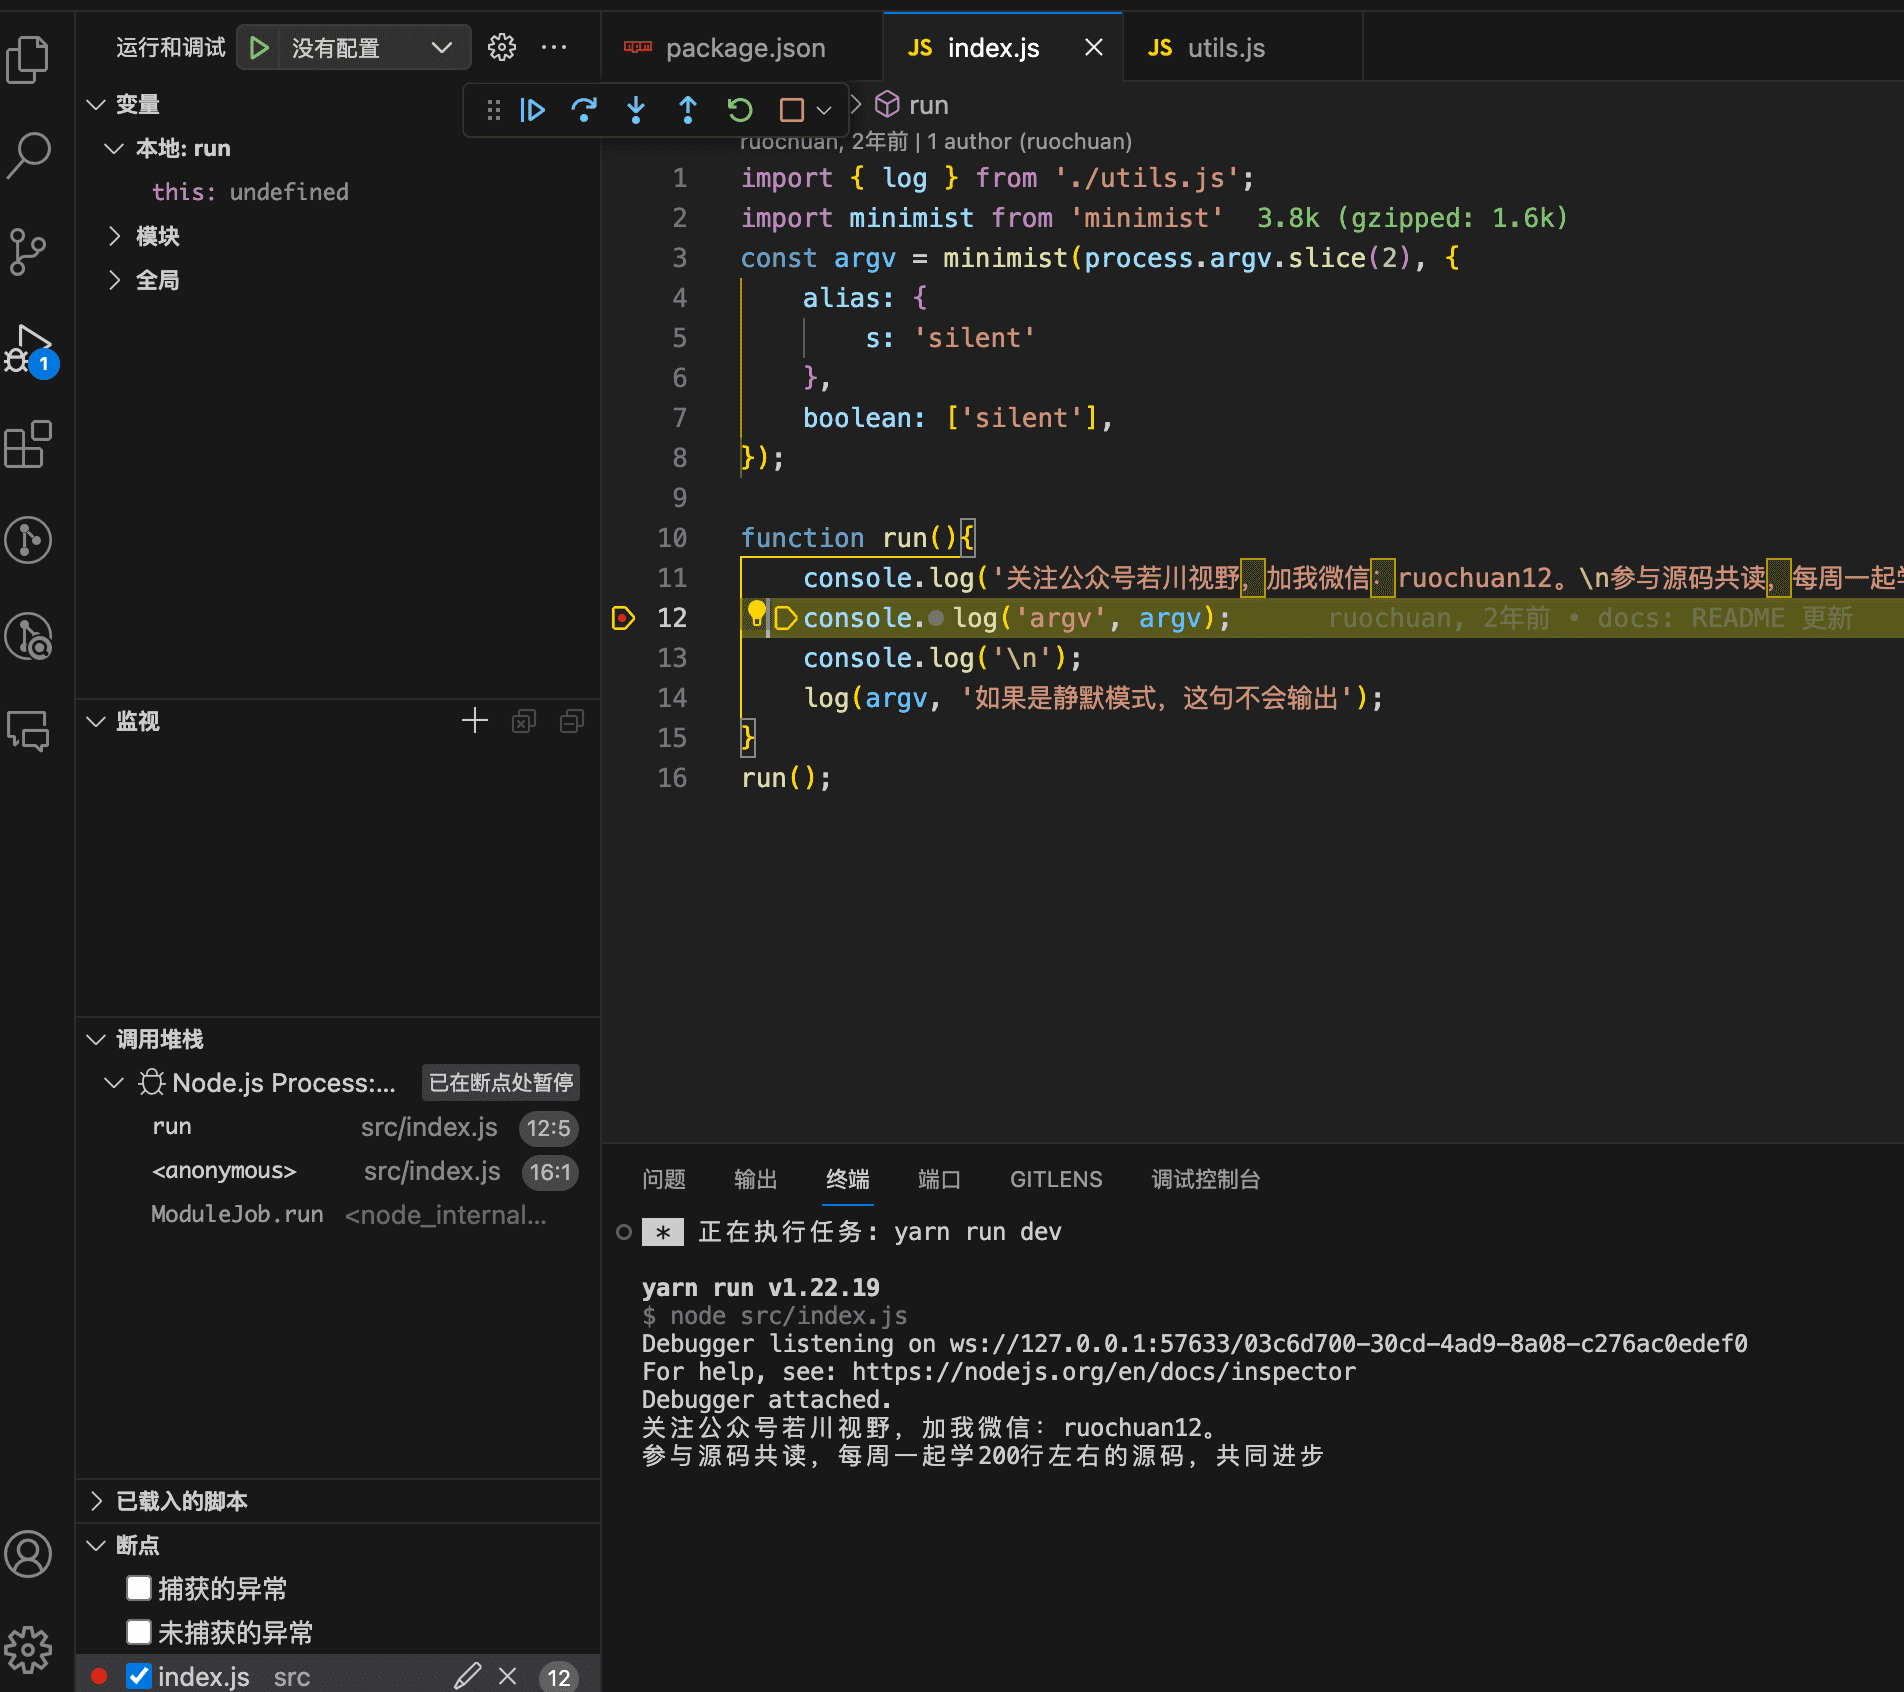 运行和调试
没有配置
package.json
JS index.js
JS utils.js
变量
本地: run
this: undefined
模块
全局
run
ruochuan, 2年前 | 1 author (ruochuan)
1 import { log } from './utils.js';
2 import minimist from 'minimist' 3.8k (gzipped: 1.6k)
3 const argv = minimist(process.argv.slice(2), {
4 alias: {
5 s: 'silent'
6 },
7 boolean: ['silent'],
8 });
9
10 function run(){
11 console.log('关注公众号若川视野，加我微信：ruochuan12。\n参与源码共读，每周一起
12 console.log('argv', argv); ruochuan, 2年前 • docs: README 更新
13 console.log('\n');
14 log(argv, '如果是静默模式，这句不会输出');
15 }
16 run();
1
监视
调用堆栈
Node.js Process:... 已在断点处暂停
run src/index.js 12:5
<anonymous> src/index.js 16:1
ModuleJob.run <node_internal...
已载入的脚本
断点
捕获的异常
未捕获的异常
index.js src 12
问题 输出 终端 端口 GITLENS 调试控制台
* 正在执行任务: yarn run dev
yarn run v1.22.19
$ node src/index.js
Debugger listening on ws://127.0.0.1:57633/03c6d700-30cd-4ad9-8a08-c276ac0edef0
For help, see: https://nodejs.org/en/docs/inspector
Debugger attached.
关注公众号若川视野，加我微信：ruochuan12。
参与源码共读，每周一起学200行左右的源码，共同进步